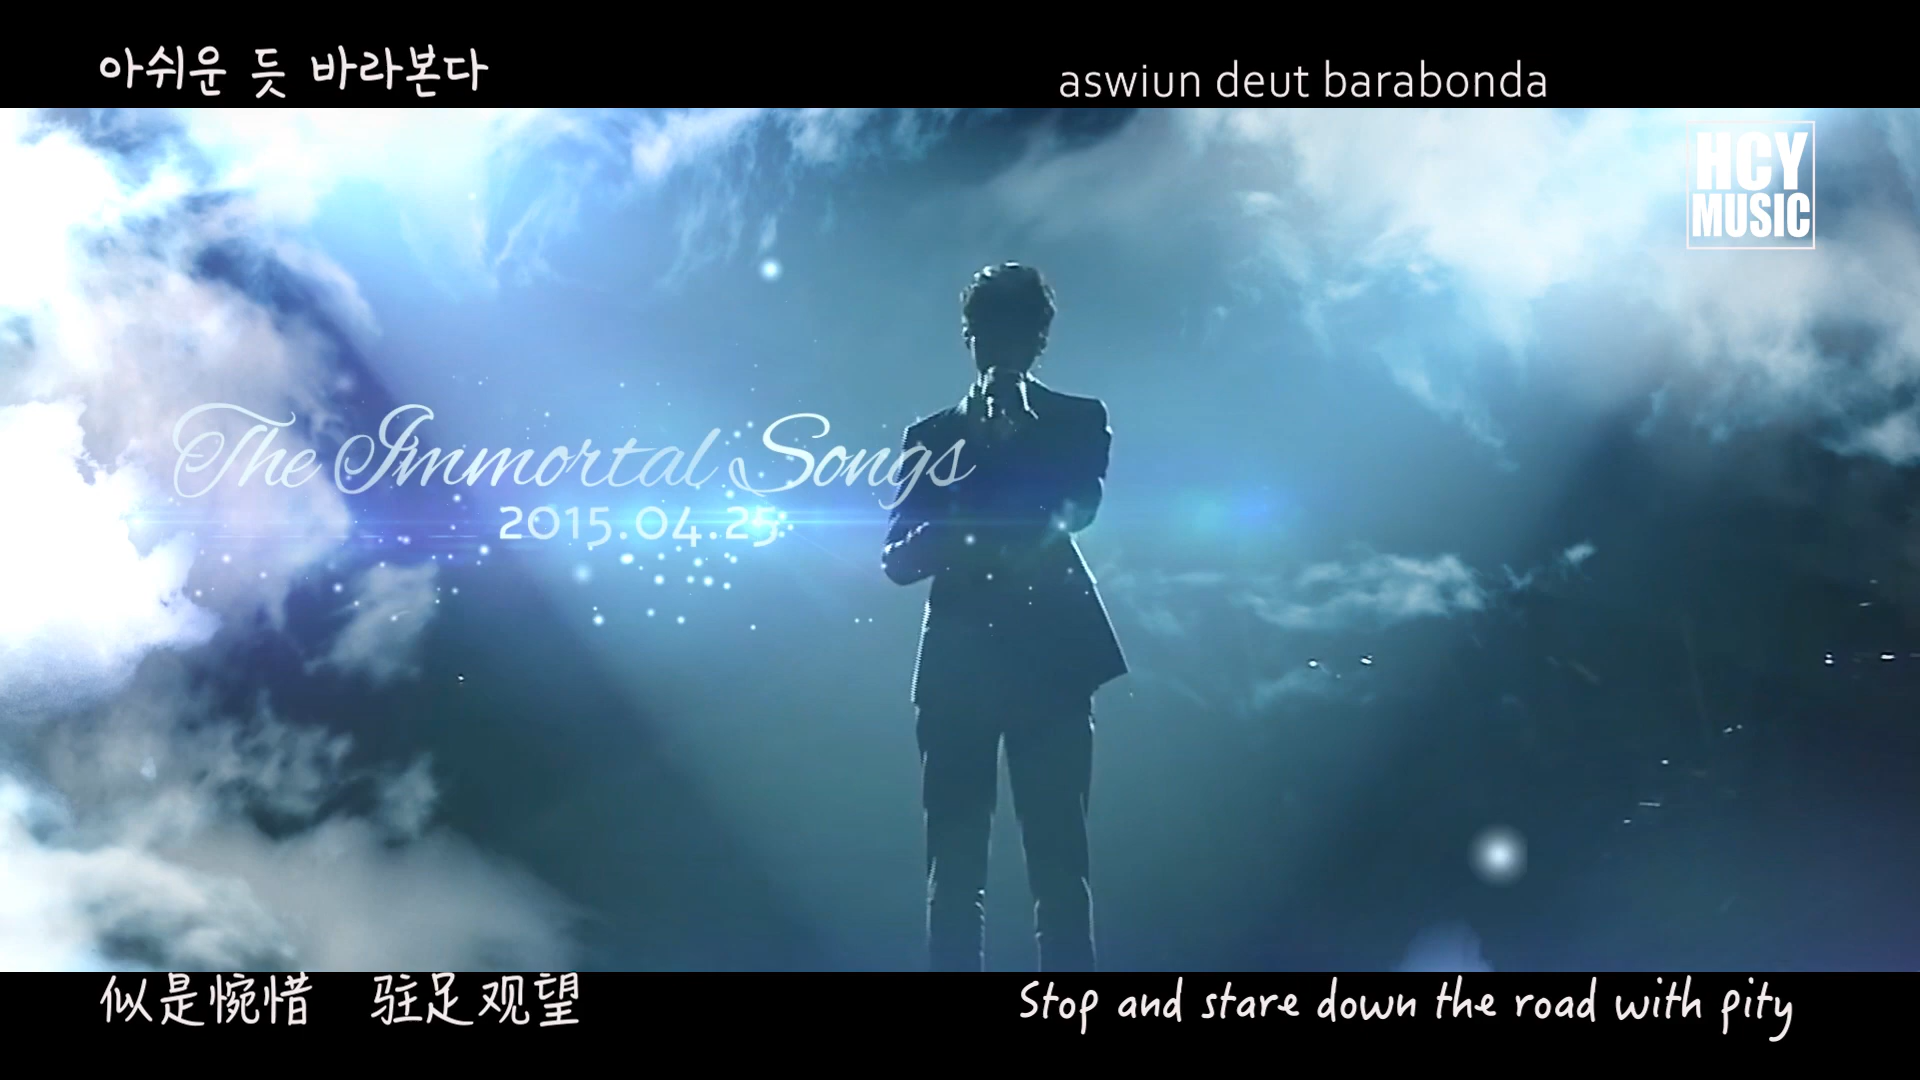 아쉬운 듯 바라본다
aswiun deut barabonda
HCY
MUSIC
The Immortal Songs
2015.04.25
似是惋惜 驻足观望
Stop and stare down the road with pity